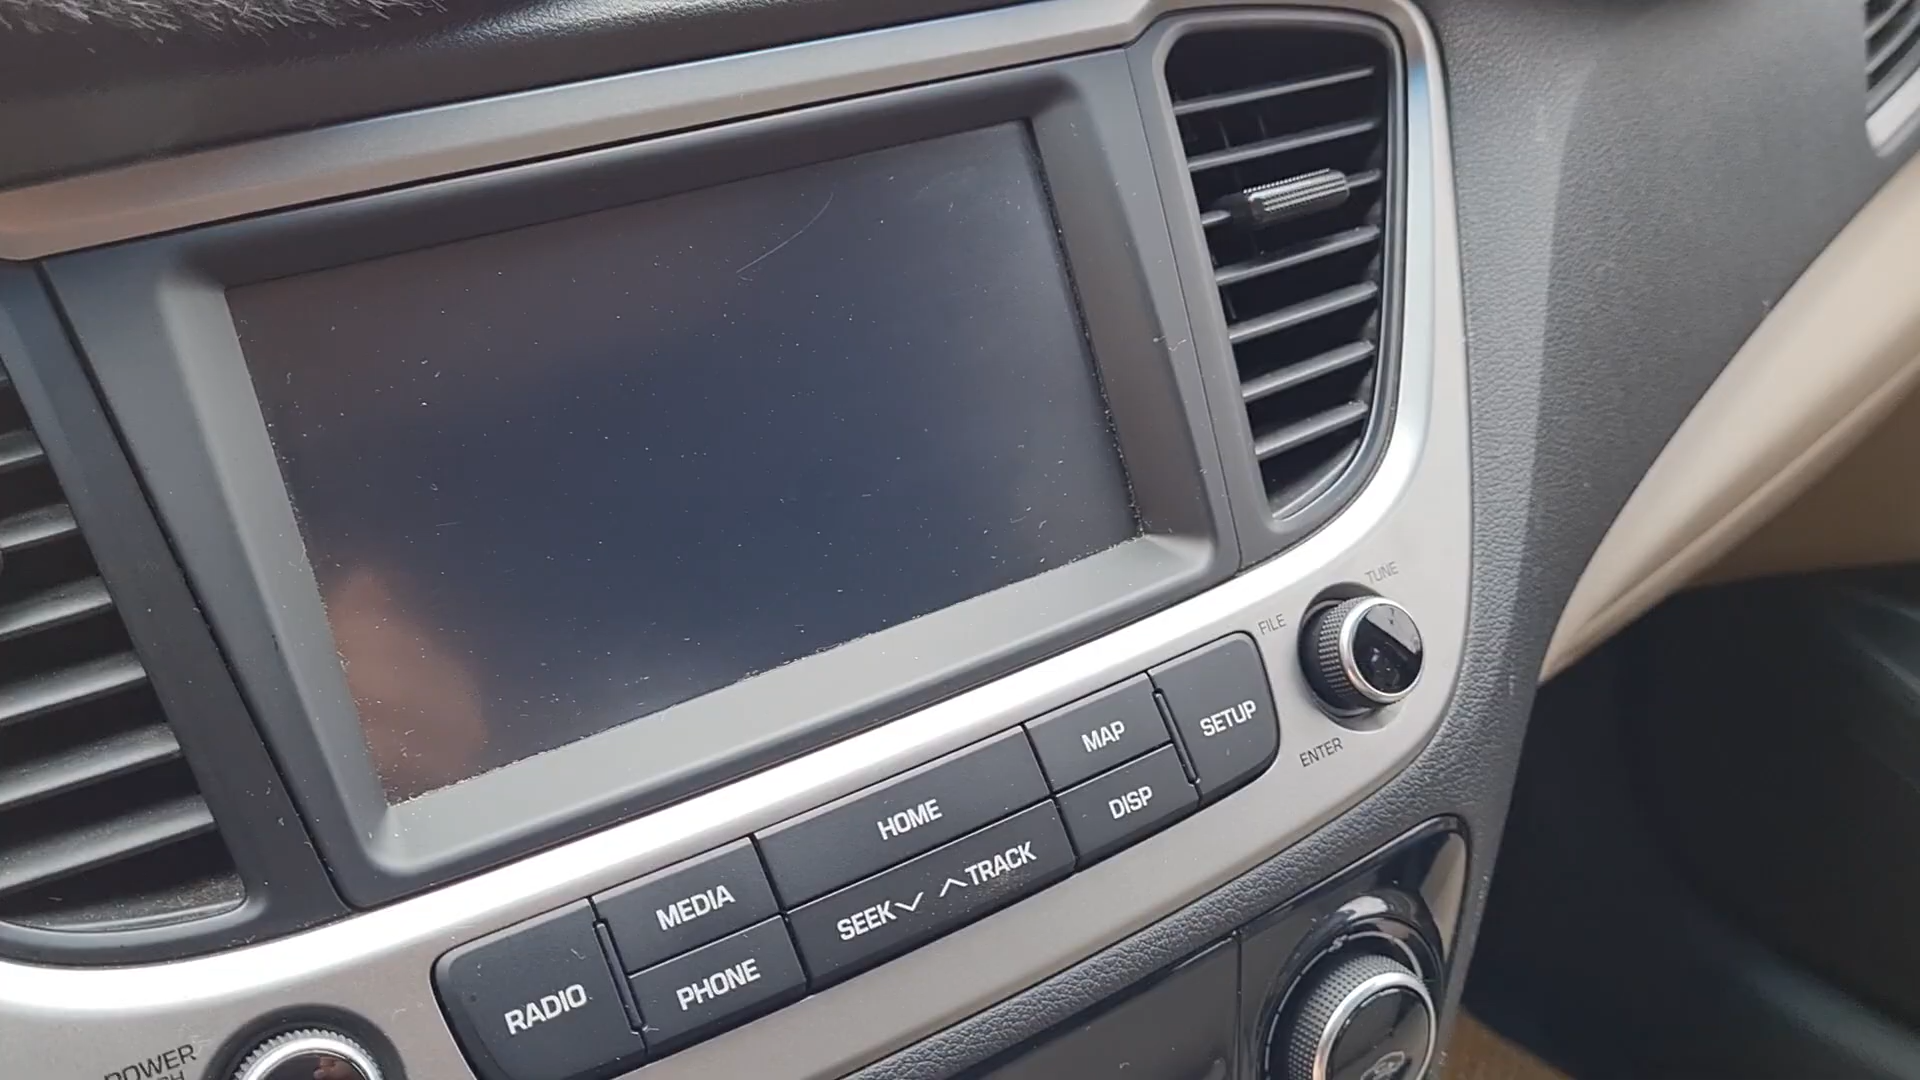 TUNE
FILE
ENTER
MAP
SETUP
HOME
DISP
MEDIA
SEEK TRACK
RADIO
PHONE
POWER